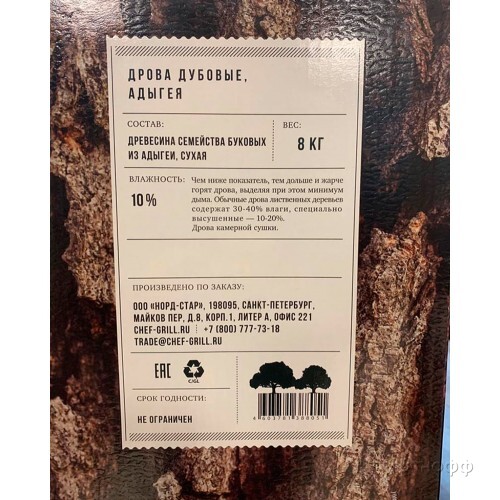 ДРОВА ДУБОВЫЕ,
АДЫГЕЯ
СОСТАВ:
ДРЕВЕСИНА СЕМЕЙСТВА БУКОВЫХ
ИЗ АДЫГЕИ, СУХАЯ
ВЕС:
8 КГ
ВЛАЖНОСТЬ:
10%
Чем ниже показатель, тем дольше и жарче
горят дрова, выделяя при этом минимум
дыма. Обычные дрова лиственных деревьев
содержат 30-40% влаги, специально
высушенные — 10-20%.
Дрова камерной сушки.
ПРОИЗВЕДЕНО ПО ЗАКАЗУ:
ООО «НОРД-СТАР», 198095, САНКТ-ПЕТЕРБУРГ,
МАЙКОВ ПЕР, Д.8, КОРП.1, ЛИТЕР А, ОФИС 221
CHEF-GRILL.RU | +7 (800) 777-73-18
TRADE@CHEF-GRILL.RU
EAC
СРОК ГОДНОСТИ:
НЕ ОГРАНИЧЕН